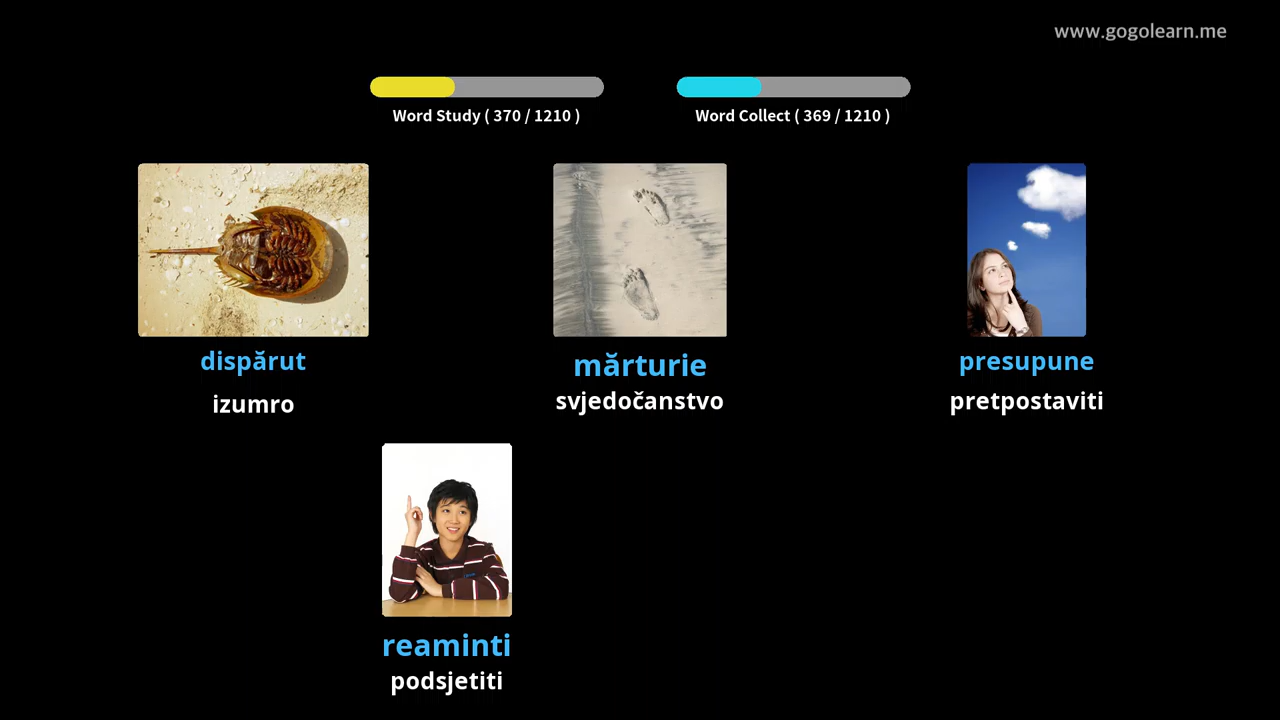 www.gogolearn.me
Word Study ( 370 / 1210 )
Word Collect ( 369 / 1210 )
dispărut
izumro
mărturie
svjedočanstvo
presupune
pretpostaviti
reaminti
podsjetiti